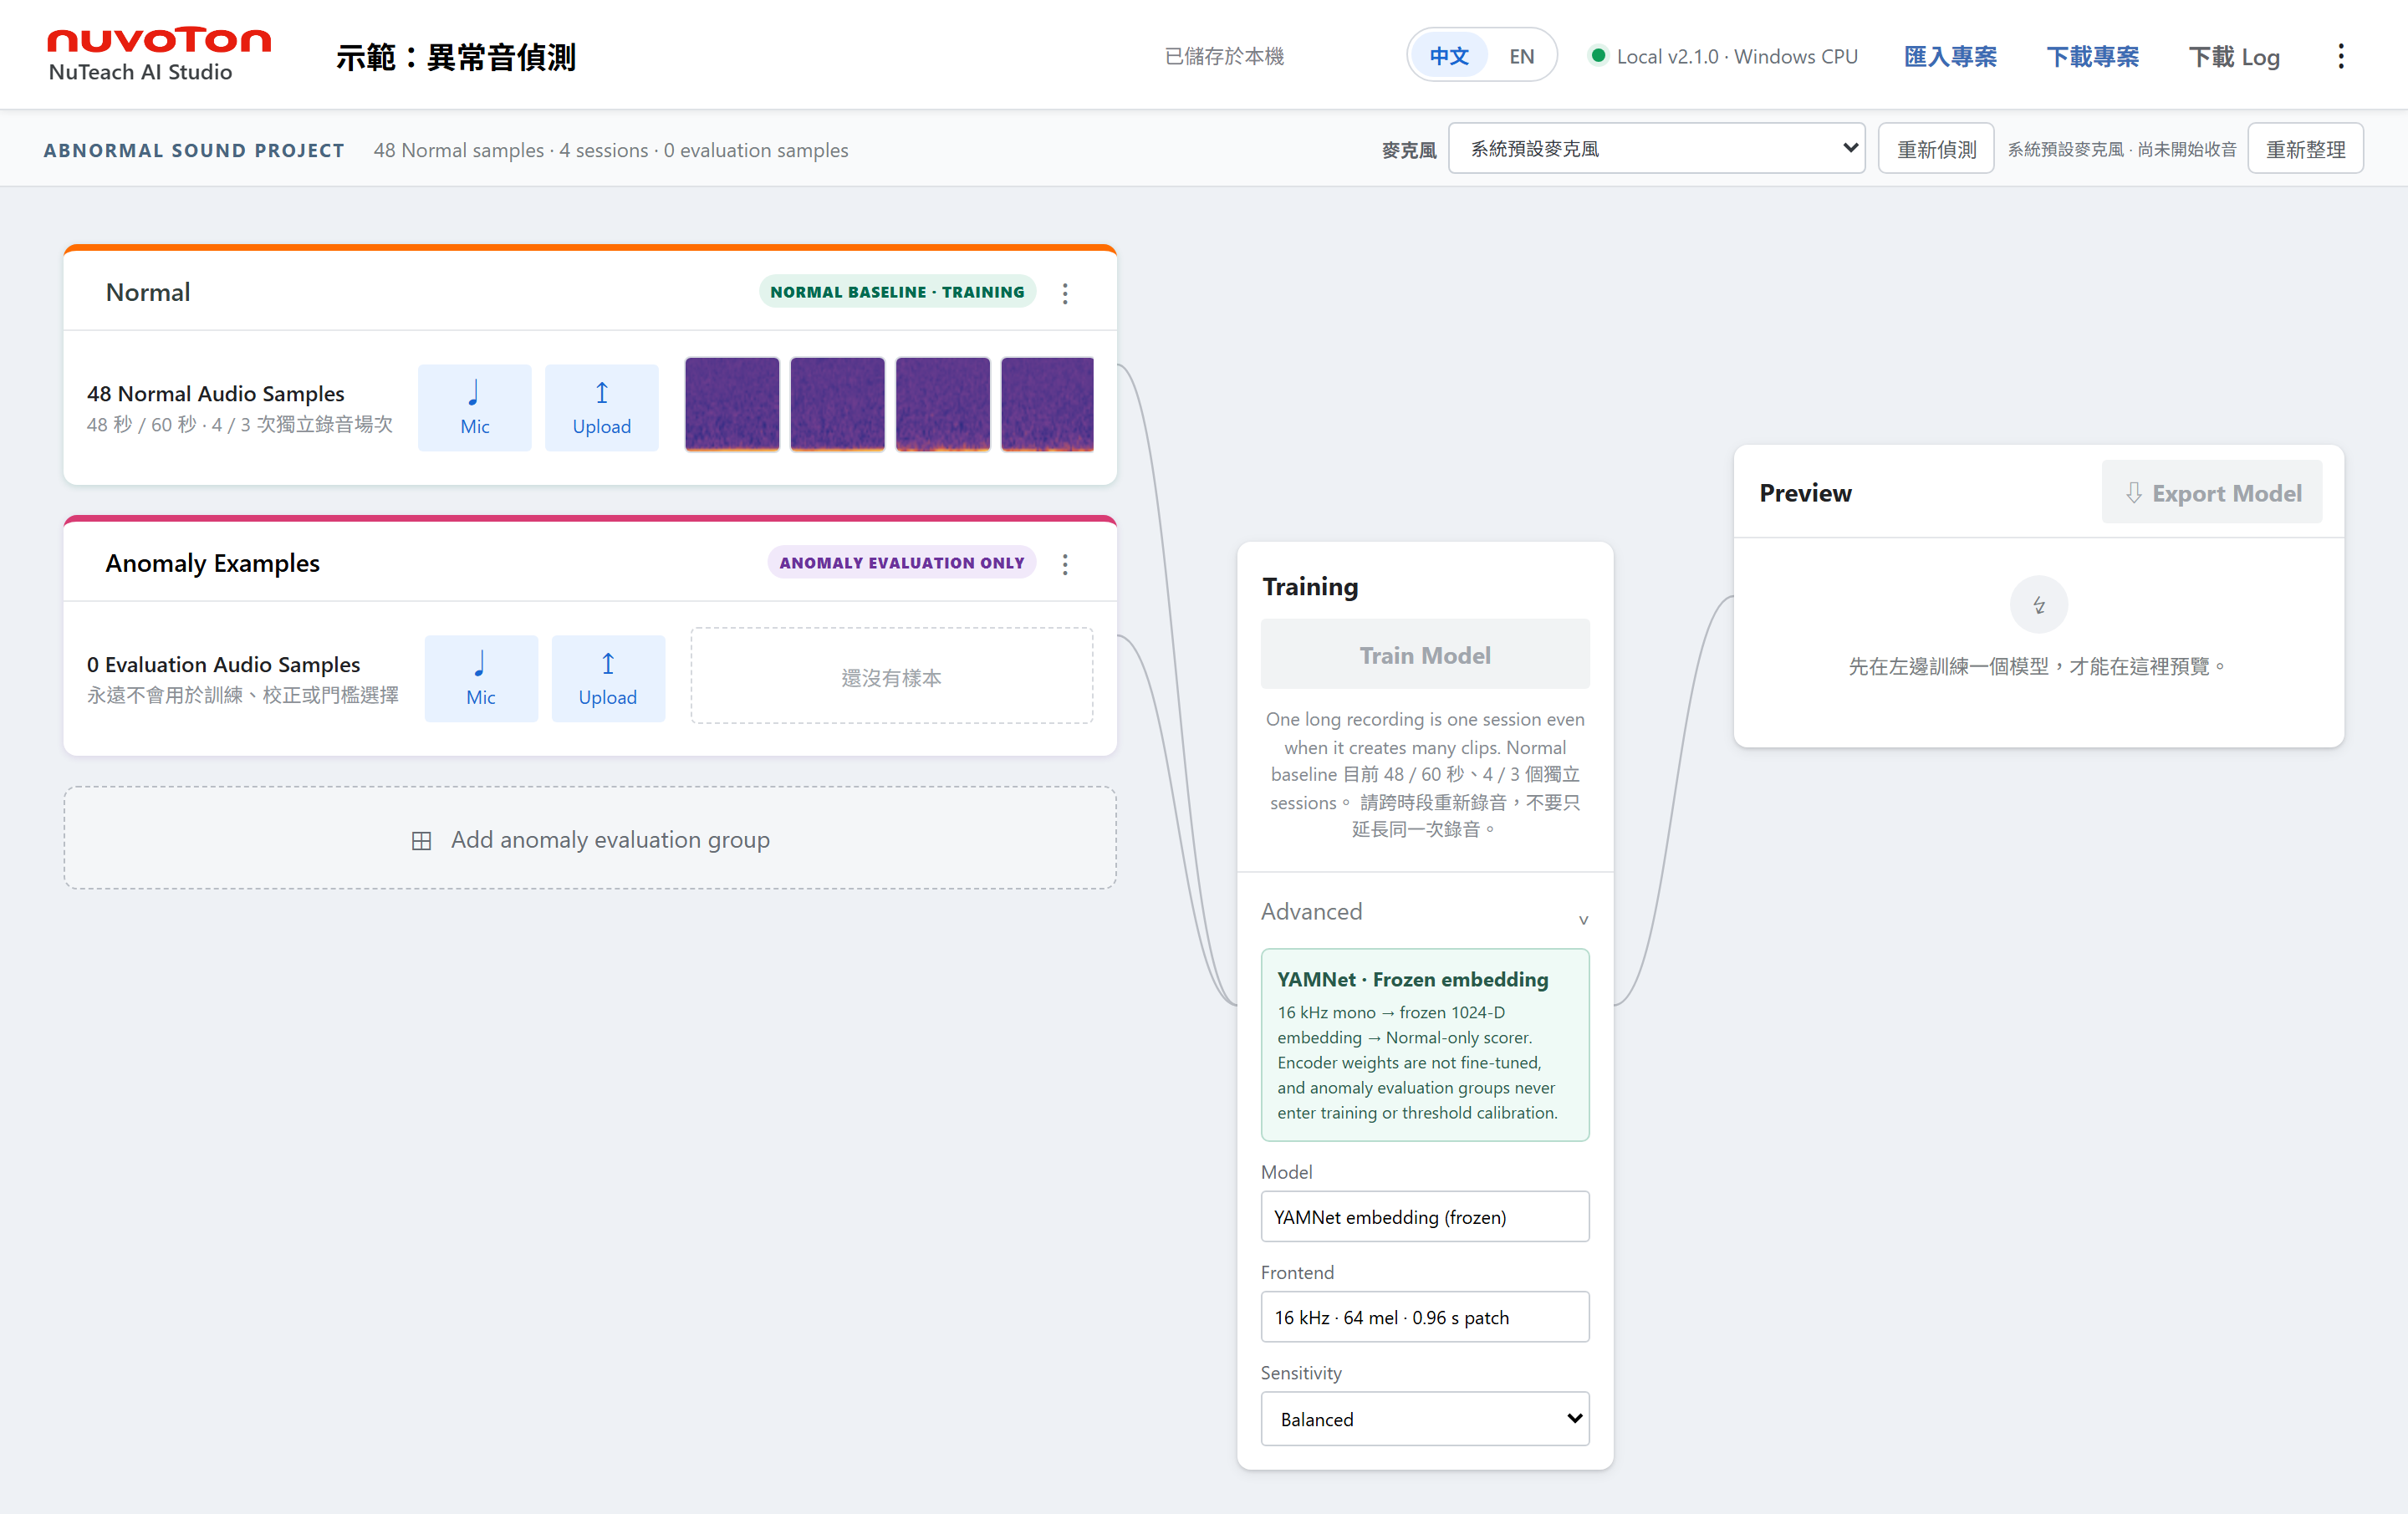 nuvoTon
NuTeach AI Studio
示範：異常音偵測
已儲存於本機
中文
EN
Local v2.1.0 · Windows CPU
匯入專案
下載專案
下載 Log
ABNORMAL SOUND PROJECT
48 Normal samples · 4 sessions · 0 evaluation samples
麥克風
系統預設麥克風
重新偵測
系統預設麥克風 · 尚未開始收音
重新整理
Normal
NORMAL BASELINE · TRAINING
48 Normal Audio Samples
48 秒 / 60 秒 · 4 / 3 次獨立錄音場次
Mic
Upload
Anomaly Examples
ANOMALY EVALUATION ONLY
0 Evaluation Audio Samples
永遠不會用於訓練、校正或門檻選擇
Mic
Upload
還沒有樣本
Add anomaly evaluation group
Training
Train Model
One long recording is one session even
when it creates many clips. Normal
baseline 目前 48 / 60 秒、4 / 3 個獨立
sessions。 請跨時段重新錄音，不要只
延長同一次錄音。
Advanced
YAMNet · Frozen embedding
16 kHz mono → frozen 1024-D
embedding → Normal-only scorer.
Encoder weights are not fine-tuned,
and anomaly evaluation groups never
enter training or threshold calibration.
Model
YAMNet embedding (frozen)
Frontend
16 kHz · 64 mel · 0.96 s patch
Sensitivity
Balanced
Preview
Export Model
先在左邊訓練一個模型，才能在這裡預覽。